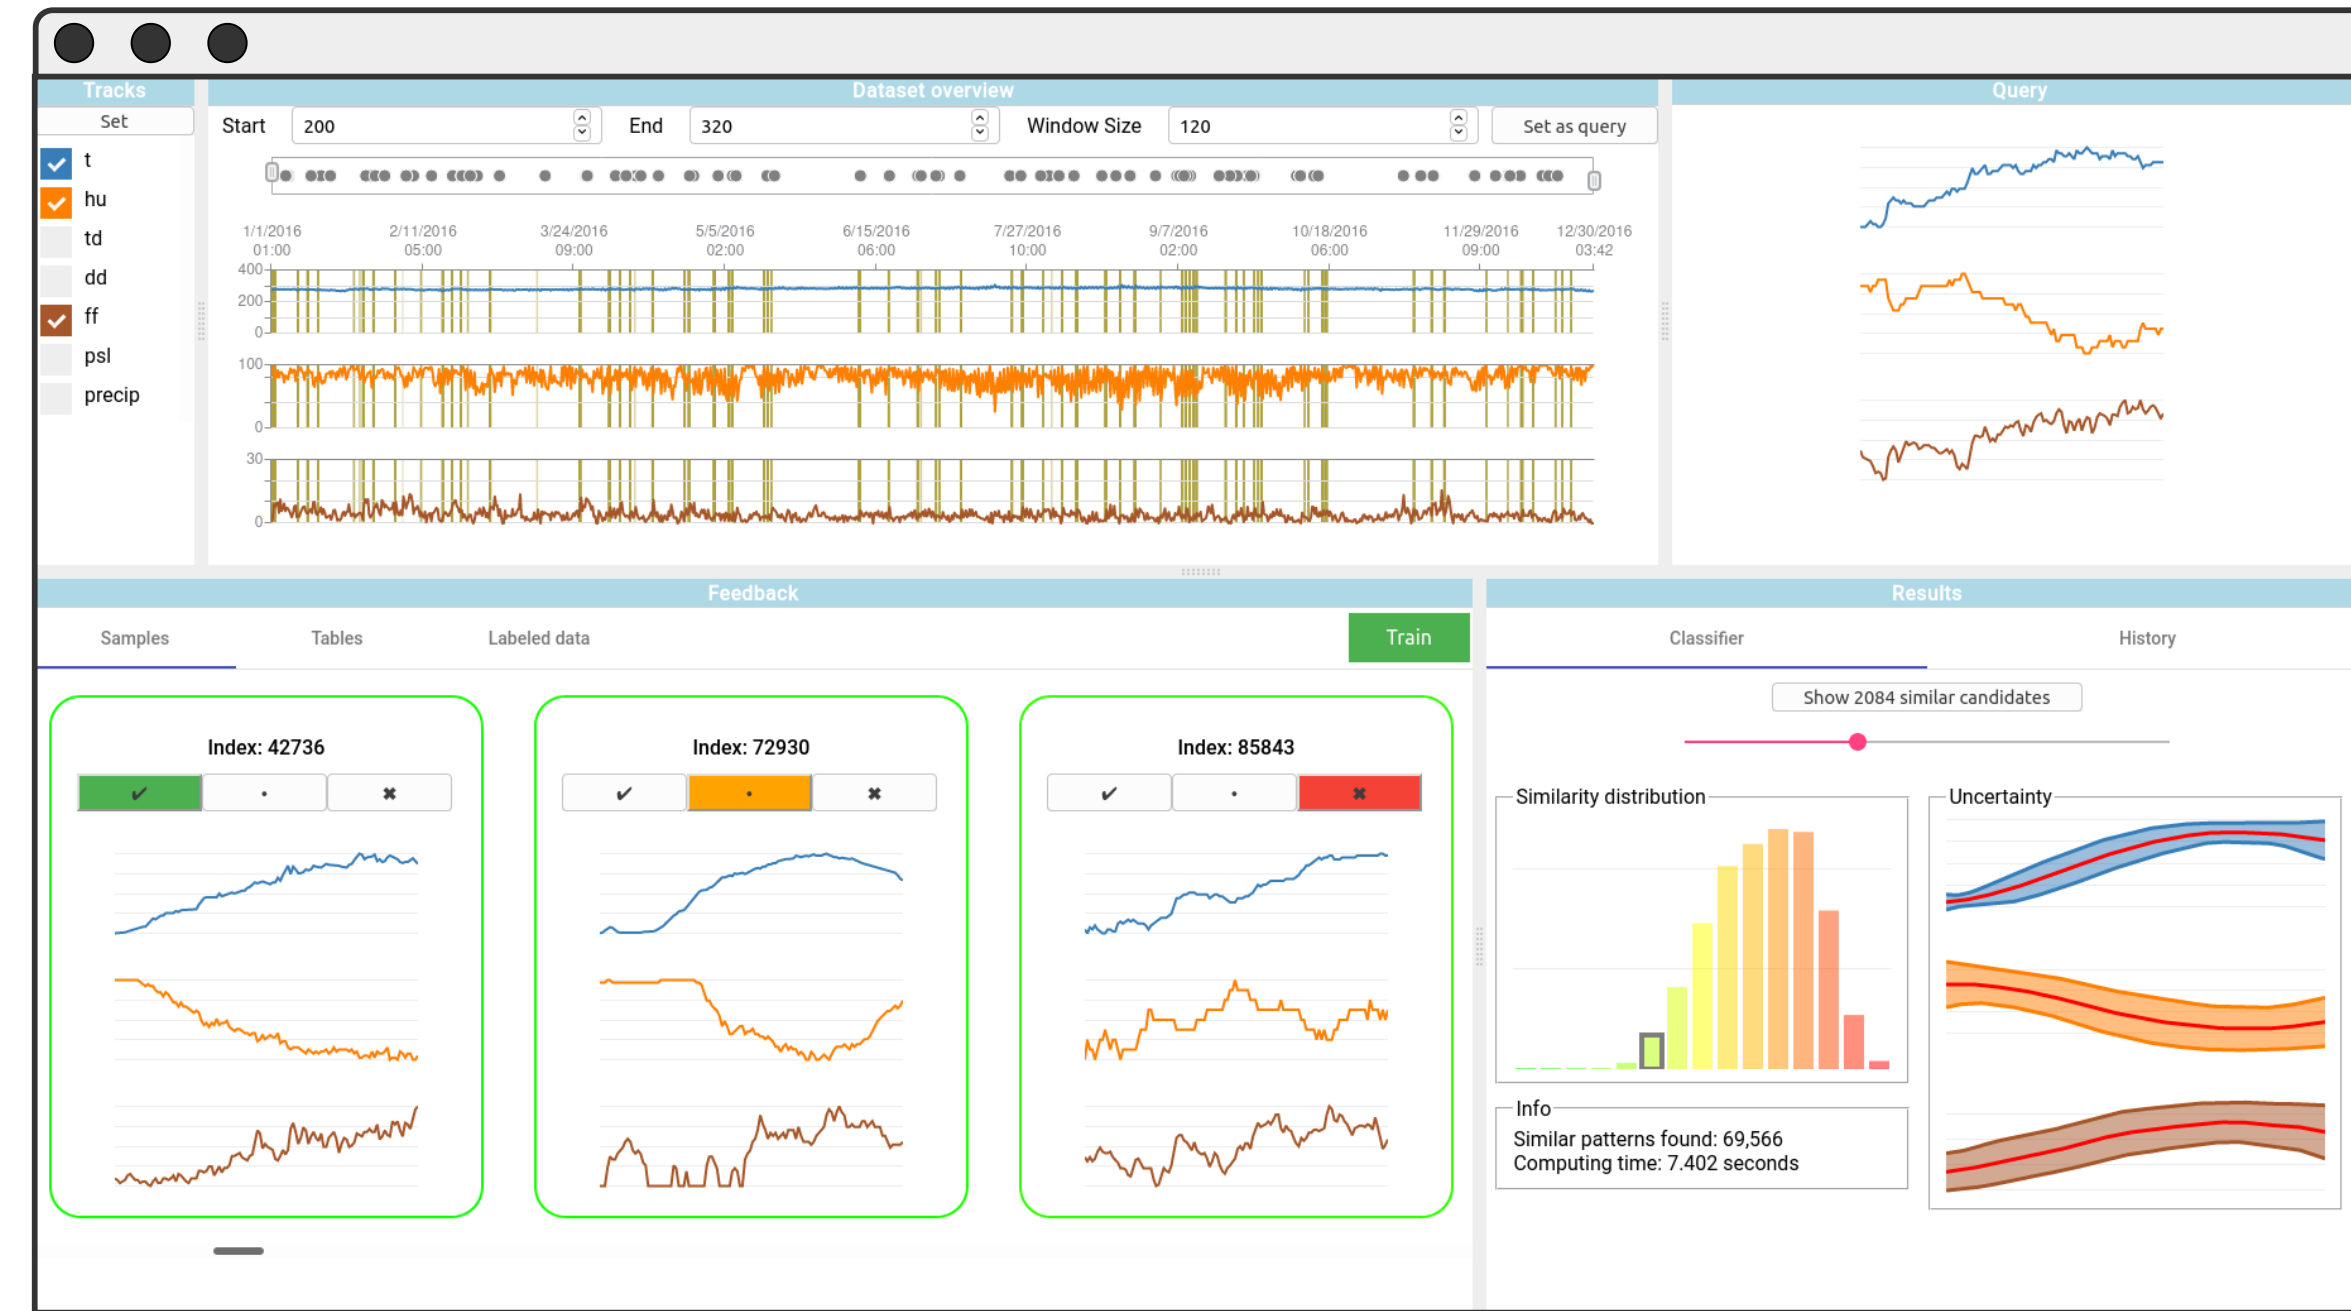 Tracks
Dataset overview
Query
Set
Start 200 End 320 Window Size 120 Set as query
t
hu
td
dd
ff
psl
precip
1/1/2016 2/11/2016 3/24/2016 5/5/2016 6/15/2016 7/27/2016 9/7/2016 10/18/2016 11/29/2016 12/30/2016
01:00 05:00 09:00 02:00 06:00 10:00 02:00 06:00 09:00 03:42
400
200
0
100
0
30
0
Feedback
Results
Samples Tables Labeled data Train
Classifier History
Show 2084 similar candidates
Index: 42736
Index: 72930
Index: 85843
Similarity distribution
Uncertainty
Info
Similar patterns found: 69,566
Computing time: 7.402 seconds